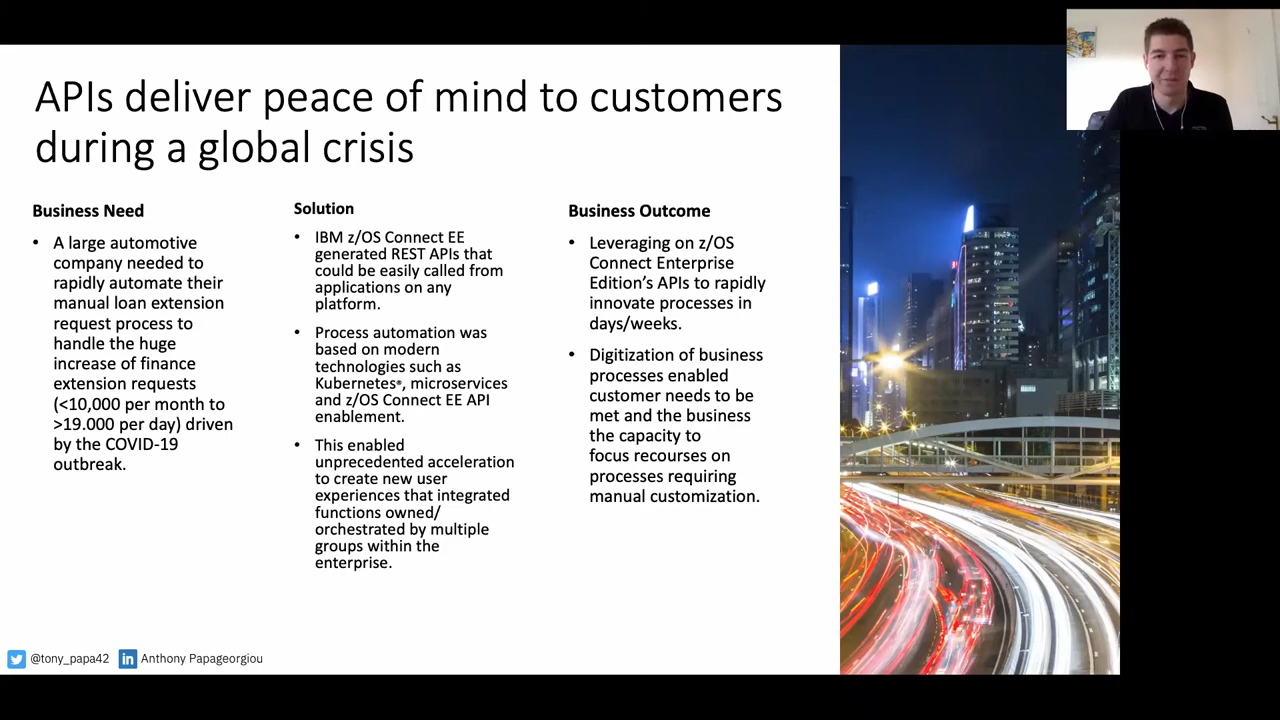 APIs deliver peace of mind to customers
during a global crisis
Business Need
• A large automotive
company needed to
rapidly automate their
manual loan extension
request process to
handle the huge
increase of finance
extension requests
(<10,000 per month to
>19.000 per day) driven
by the COVID-19
outbreak.
Solution
• IBM z/OS Connect EE
generated REST APIs that
could be easily called from
applications on any
platform.
• Process automation was
based on modern
technologies such as
Kubernetes®, microservices
and z/OS Connect EE API
enablement.
• This enabled
unprecedented acceleration
to create new user
experiences that integrated
functions owned/
orchestrated by multiple
groups within the
enterprise.
Business Outcome
• Leveraging on z/OS
Connect Enterprise
Edition’s APIs to rapidly
innovate processes in
days/weeks.
• Digitization of business
processes enabled
customer needs to be
met and the business
the capacity to
focus recourses on
processes requiring
manual customization.
@tony_papa42
in Anthony Papageorgiou